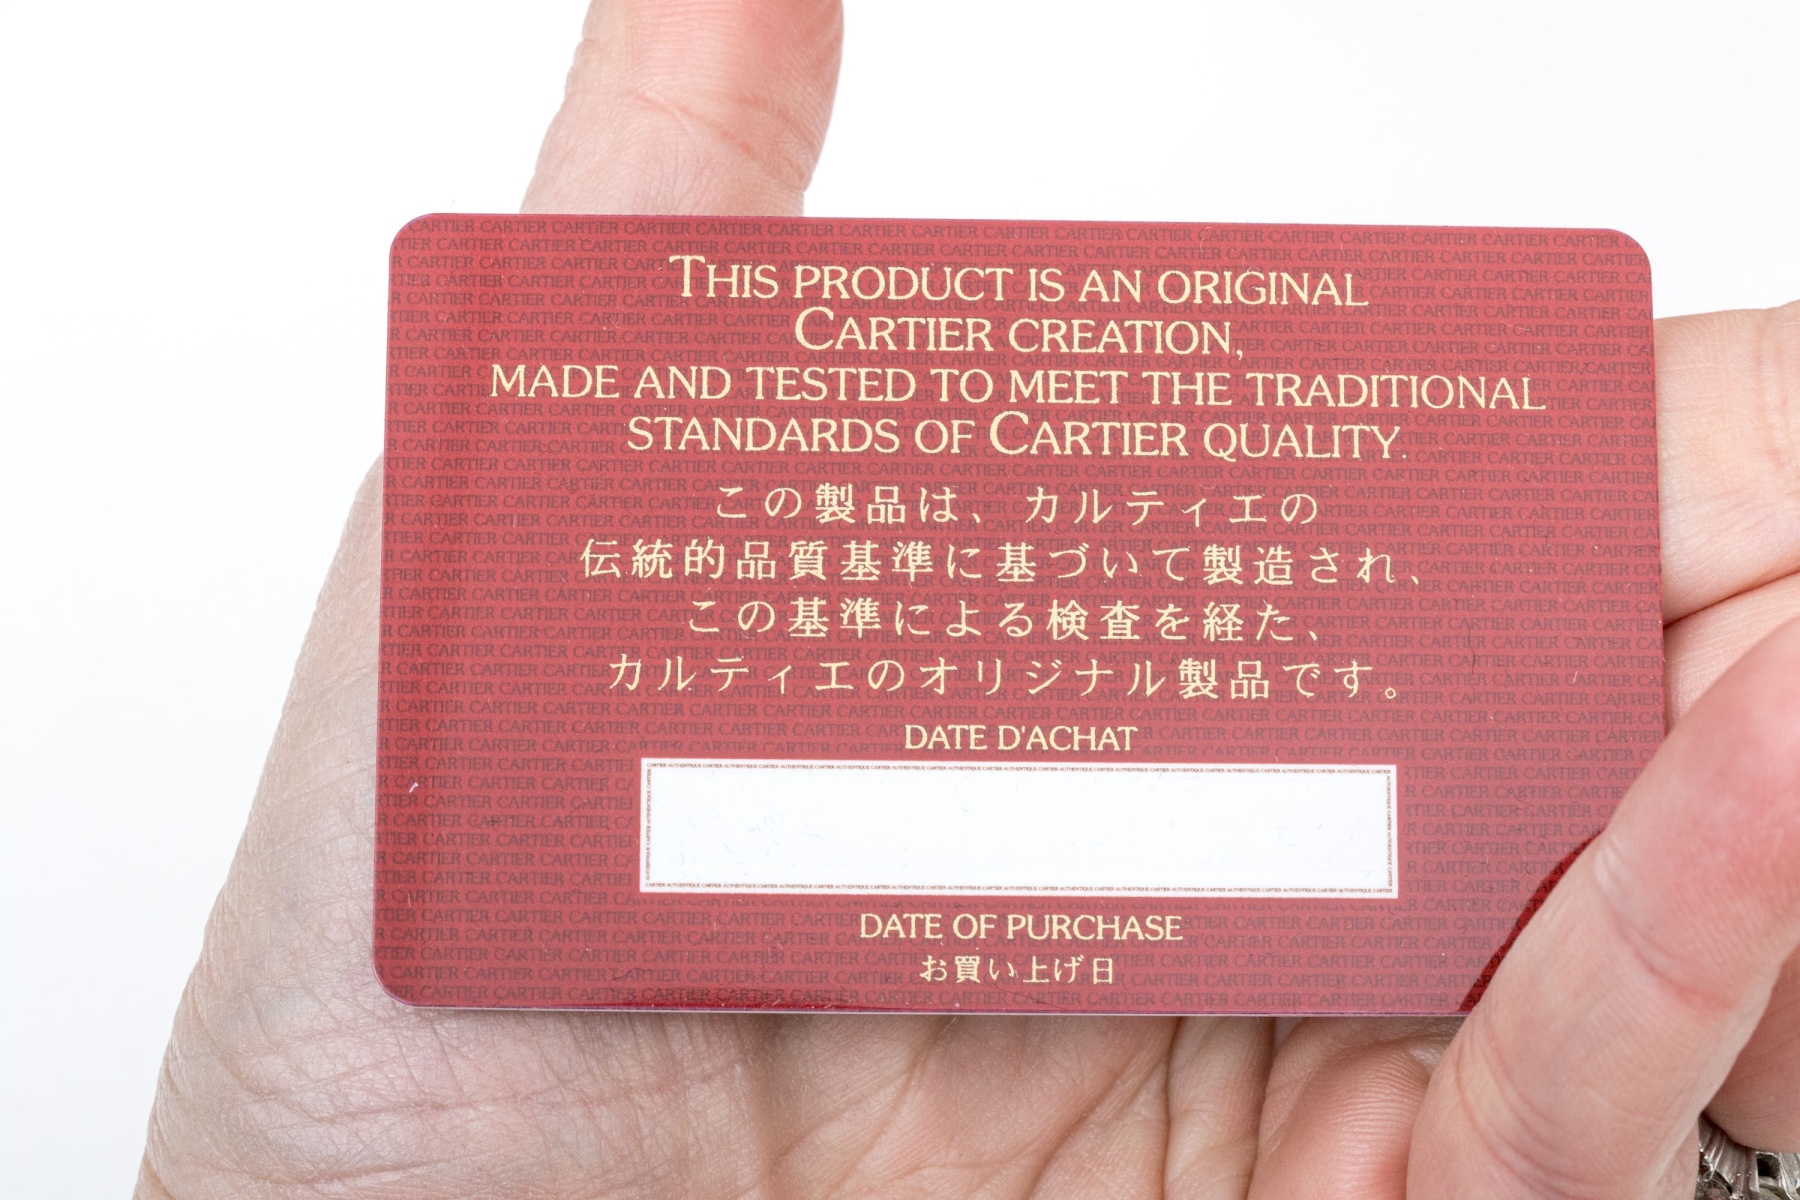 THIS PRODUCT IS AN ORIGINAL
CARTIER CREATION,
MADE AND TESTED TO MEET THE TRADITIONAL
STANDARDS OF CARTIER QUALITY.
この製品は、カルティエの
伝統的品質基準に基づいて製造され、
この基準による検査を経た、
カルティエのオリジナル製品です。
DATE D'ACHAT
DATE OF PURCHASE
お買い上げ日